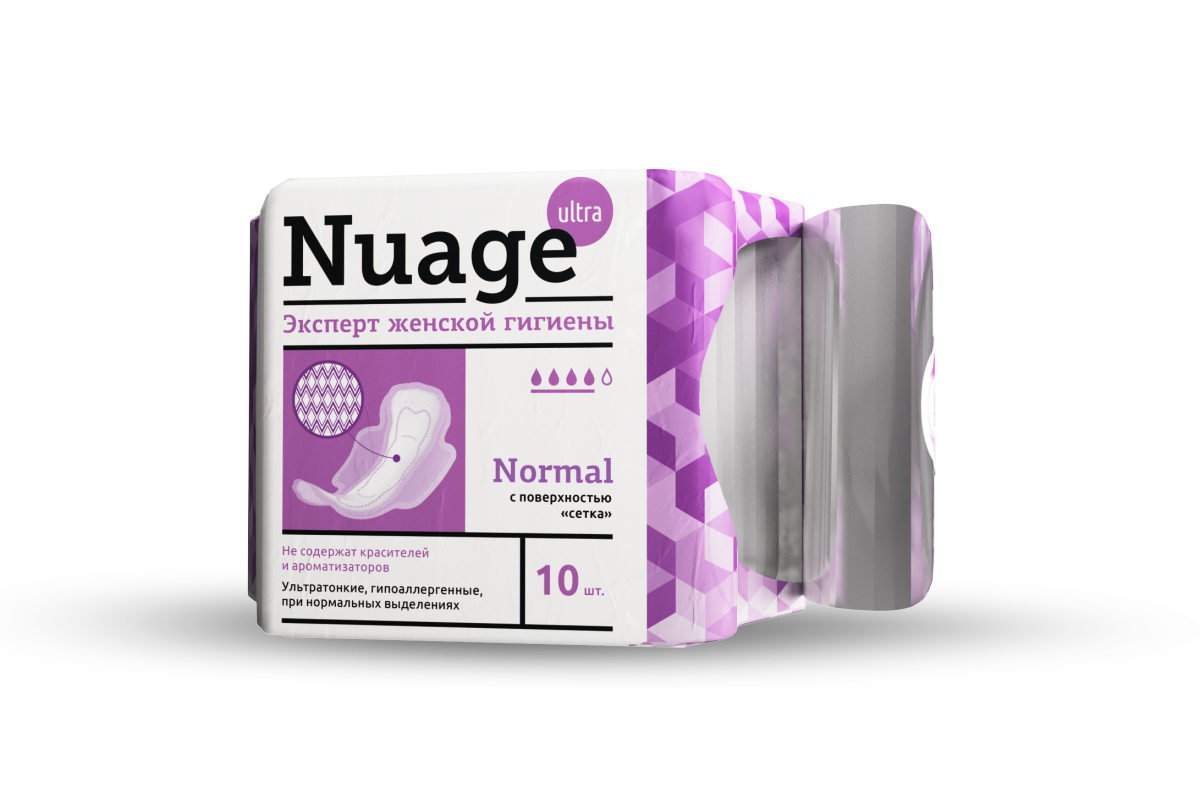 ultra
Nuage
Эксперт женской гигиены
Normal
с поверхностью
«сетка»
Не содержат красителей
и ароматизаторов
Ультратонкие, гипоаллергенные,
при нормальных выделениях
10 шт.